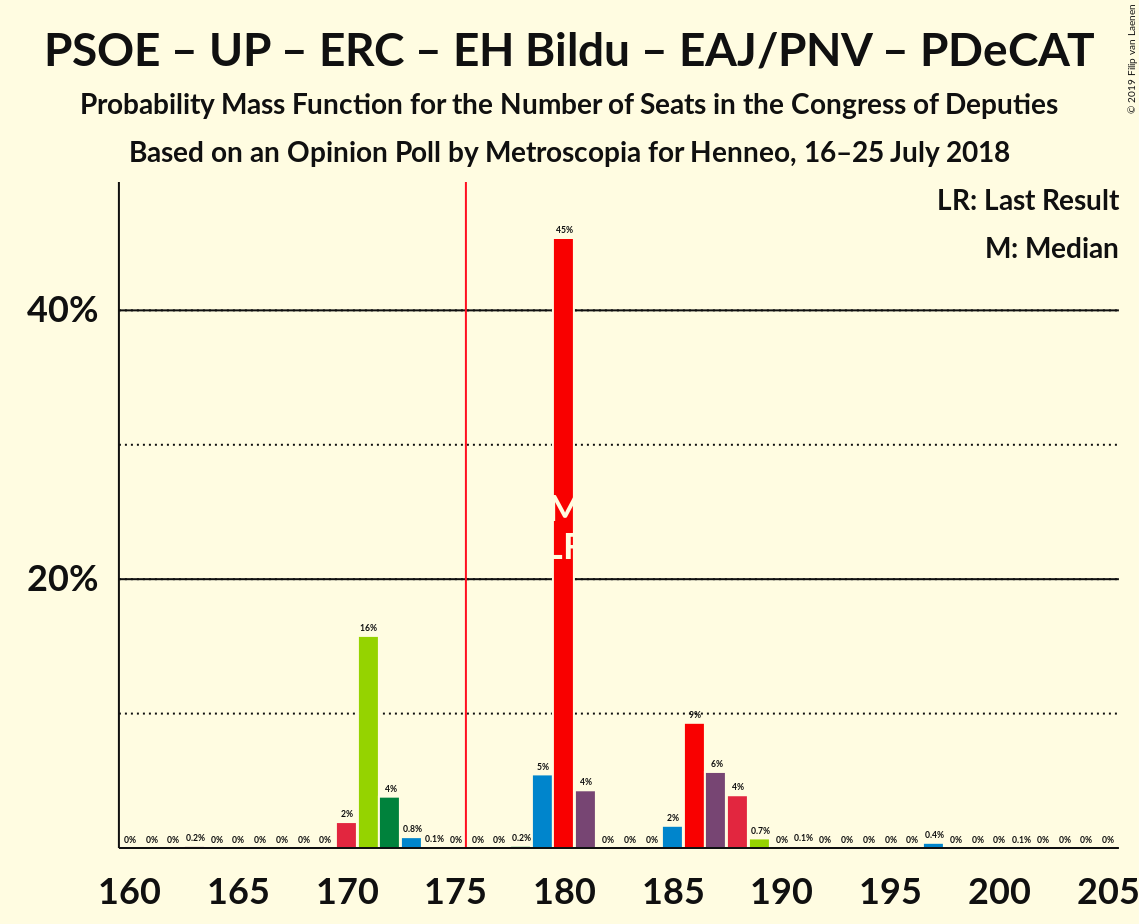 PSOE – UP – ERC – EH Bildu – EAJ/PNV – PDeCAT
Probability Mass Function for the Number of Seats in the Congress of Deputies
Based on an Opinion Poll by Metroscopia for Henneo, 16–25 July 2018
© 2019 Filip van Laenen
LR: Last Result
M: Median
40%
20%
M
LR
0% 0% 0% 0.2% 0% 0% 0% 0% 0% 0% 2% 16% 4% 0.8% 0.1% 0% 0% 0% 0.2% 5% 45% 4% 0% 0% 0% 2% 9% 6% 4% 0.7% 0% 0.1% 0% 0% 0% 0% 0% 0.4% 0% 0% 0% 0.1% 0% 0% 0% 0%
160 165 170 175 180 185 190 195 200 205